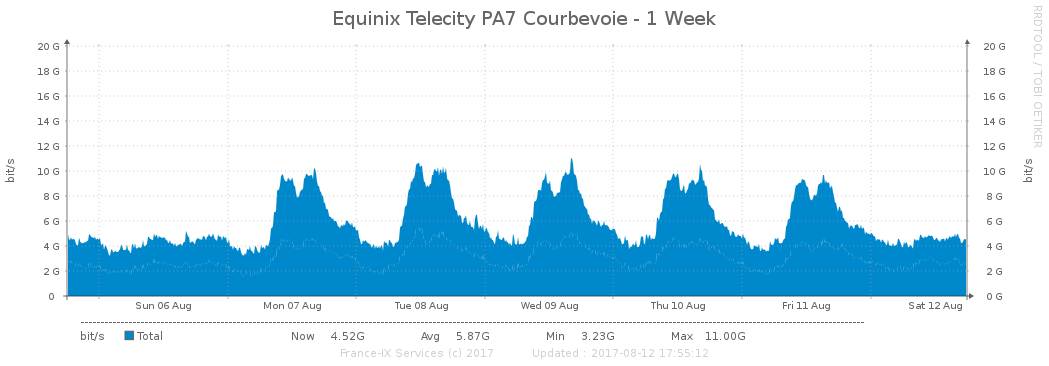 Equinix Telecity PA7 Courbevoie - 1 Week
RRDTOOL / TOBI OETIKER
20 G 20 G
18 G 18 G
16 G 16 G
14 G 14 G
12 G 12 G
10 G 10 G
8 G 8 G
6 G 6 G
4 G 4 G
2 G 2 G
0 0 G
bit/s
bit/s
Sun 06 Aug Mon 07 Aug Tue 08 Aug Wed 09 Aug Thu 10 Aug Fri 11 Aug Sat 12 Aug
bit/s Total Now 4.52G Avg 5.87G Min 3.23G Max 11.00G
France-IX Services (c) 2017 Updated : 2017-08-12 17:55:12